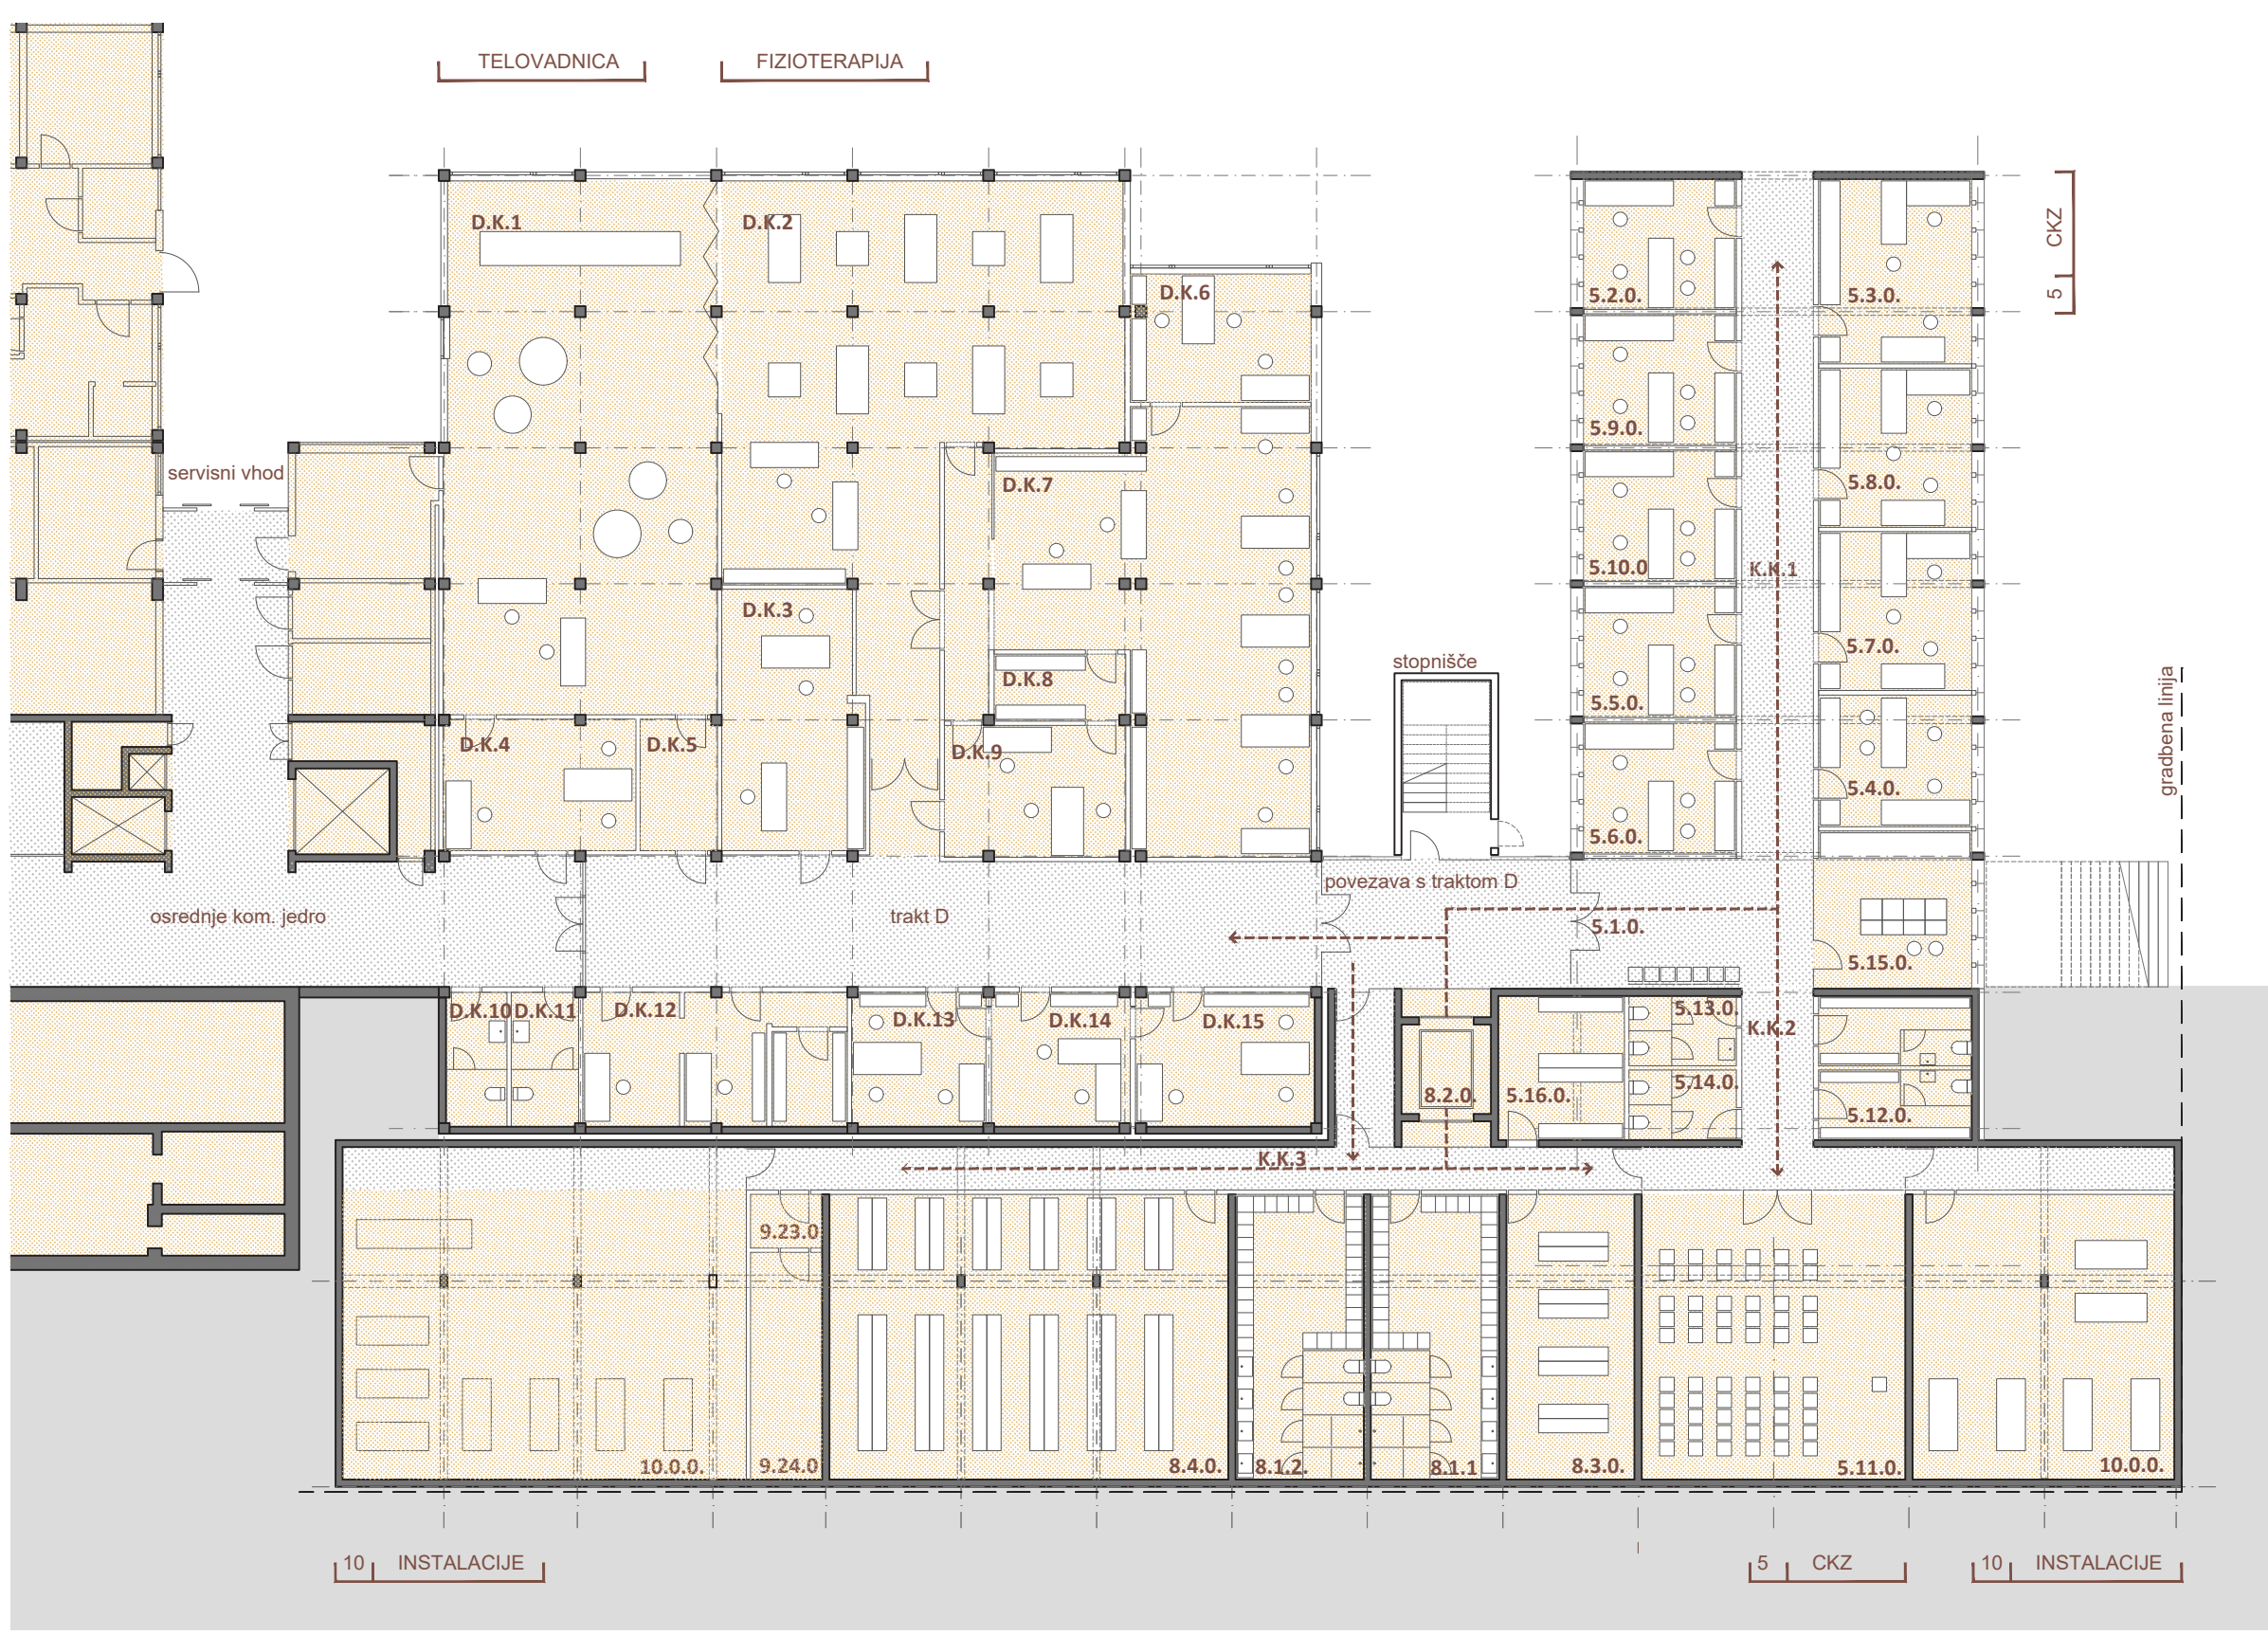 TELOVADNICA
FIZIOTERAPIJA
5 CKZ
D.K.1
D.K.2
D.K.6
5.2.0.
5.3.0.
5.9.0.
servisni vhod
D.K.7
5.8.0.
5.10.0
K.K.1
D.K.3
5.7.0.
stopnišče
D.K.8
5.5.0.
gradbena linija
D.K.4
D.K.5
D.K.9
5.4.0.
5.6.0.
povezava s traktom D
osrednje kom. jedro
trakt D
5.1.0.
5.15.0.
D.K.10
D.K.11
D.K.12
D.K.13
D.K.14
D.K.15
5.13.0.
K.K.2
5.14.0.
8.2.0.
5.16.0.
5.12.0.
K.K.3
9.23.0
10.0.0.
9.24.0
8.4.0.
8.1.2.
8.1.1
8.3.0.
5.11.0.
10.0.0.
10 INSTALACIJE
5 CKZ
10 INSTALACIJE